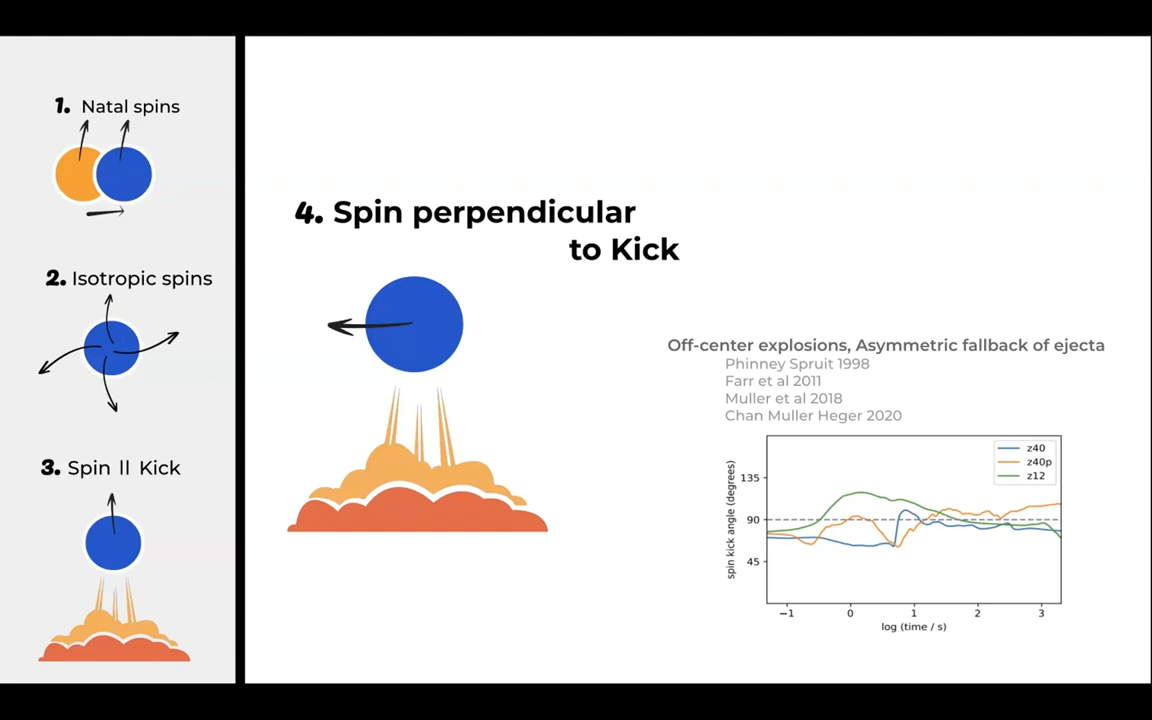 1. Natal spins
2. Isotropic spins
3. Spin || Kick
4. Spin perpendicular
to Kick
Off-center explosions, Asymmetric fallback of ejecta
Phinney Spruit 1998
Farr et al 2011
Muller et al 2018
Chan Muller Heger 2020
z40
z40p
z12
135
90
45
spin kick angle (degrees)
−1 0 1 2 3
log (time / s)